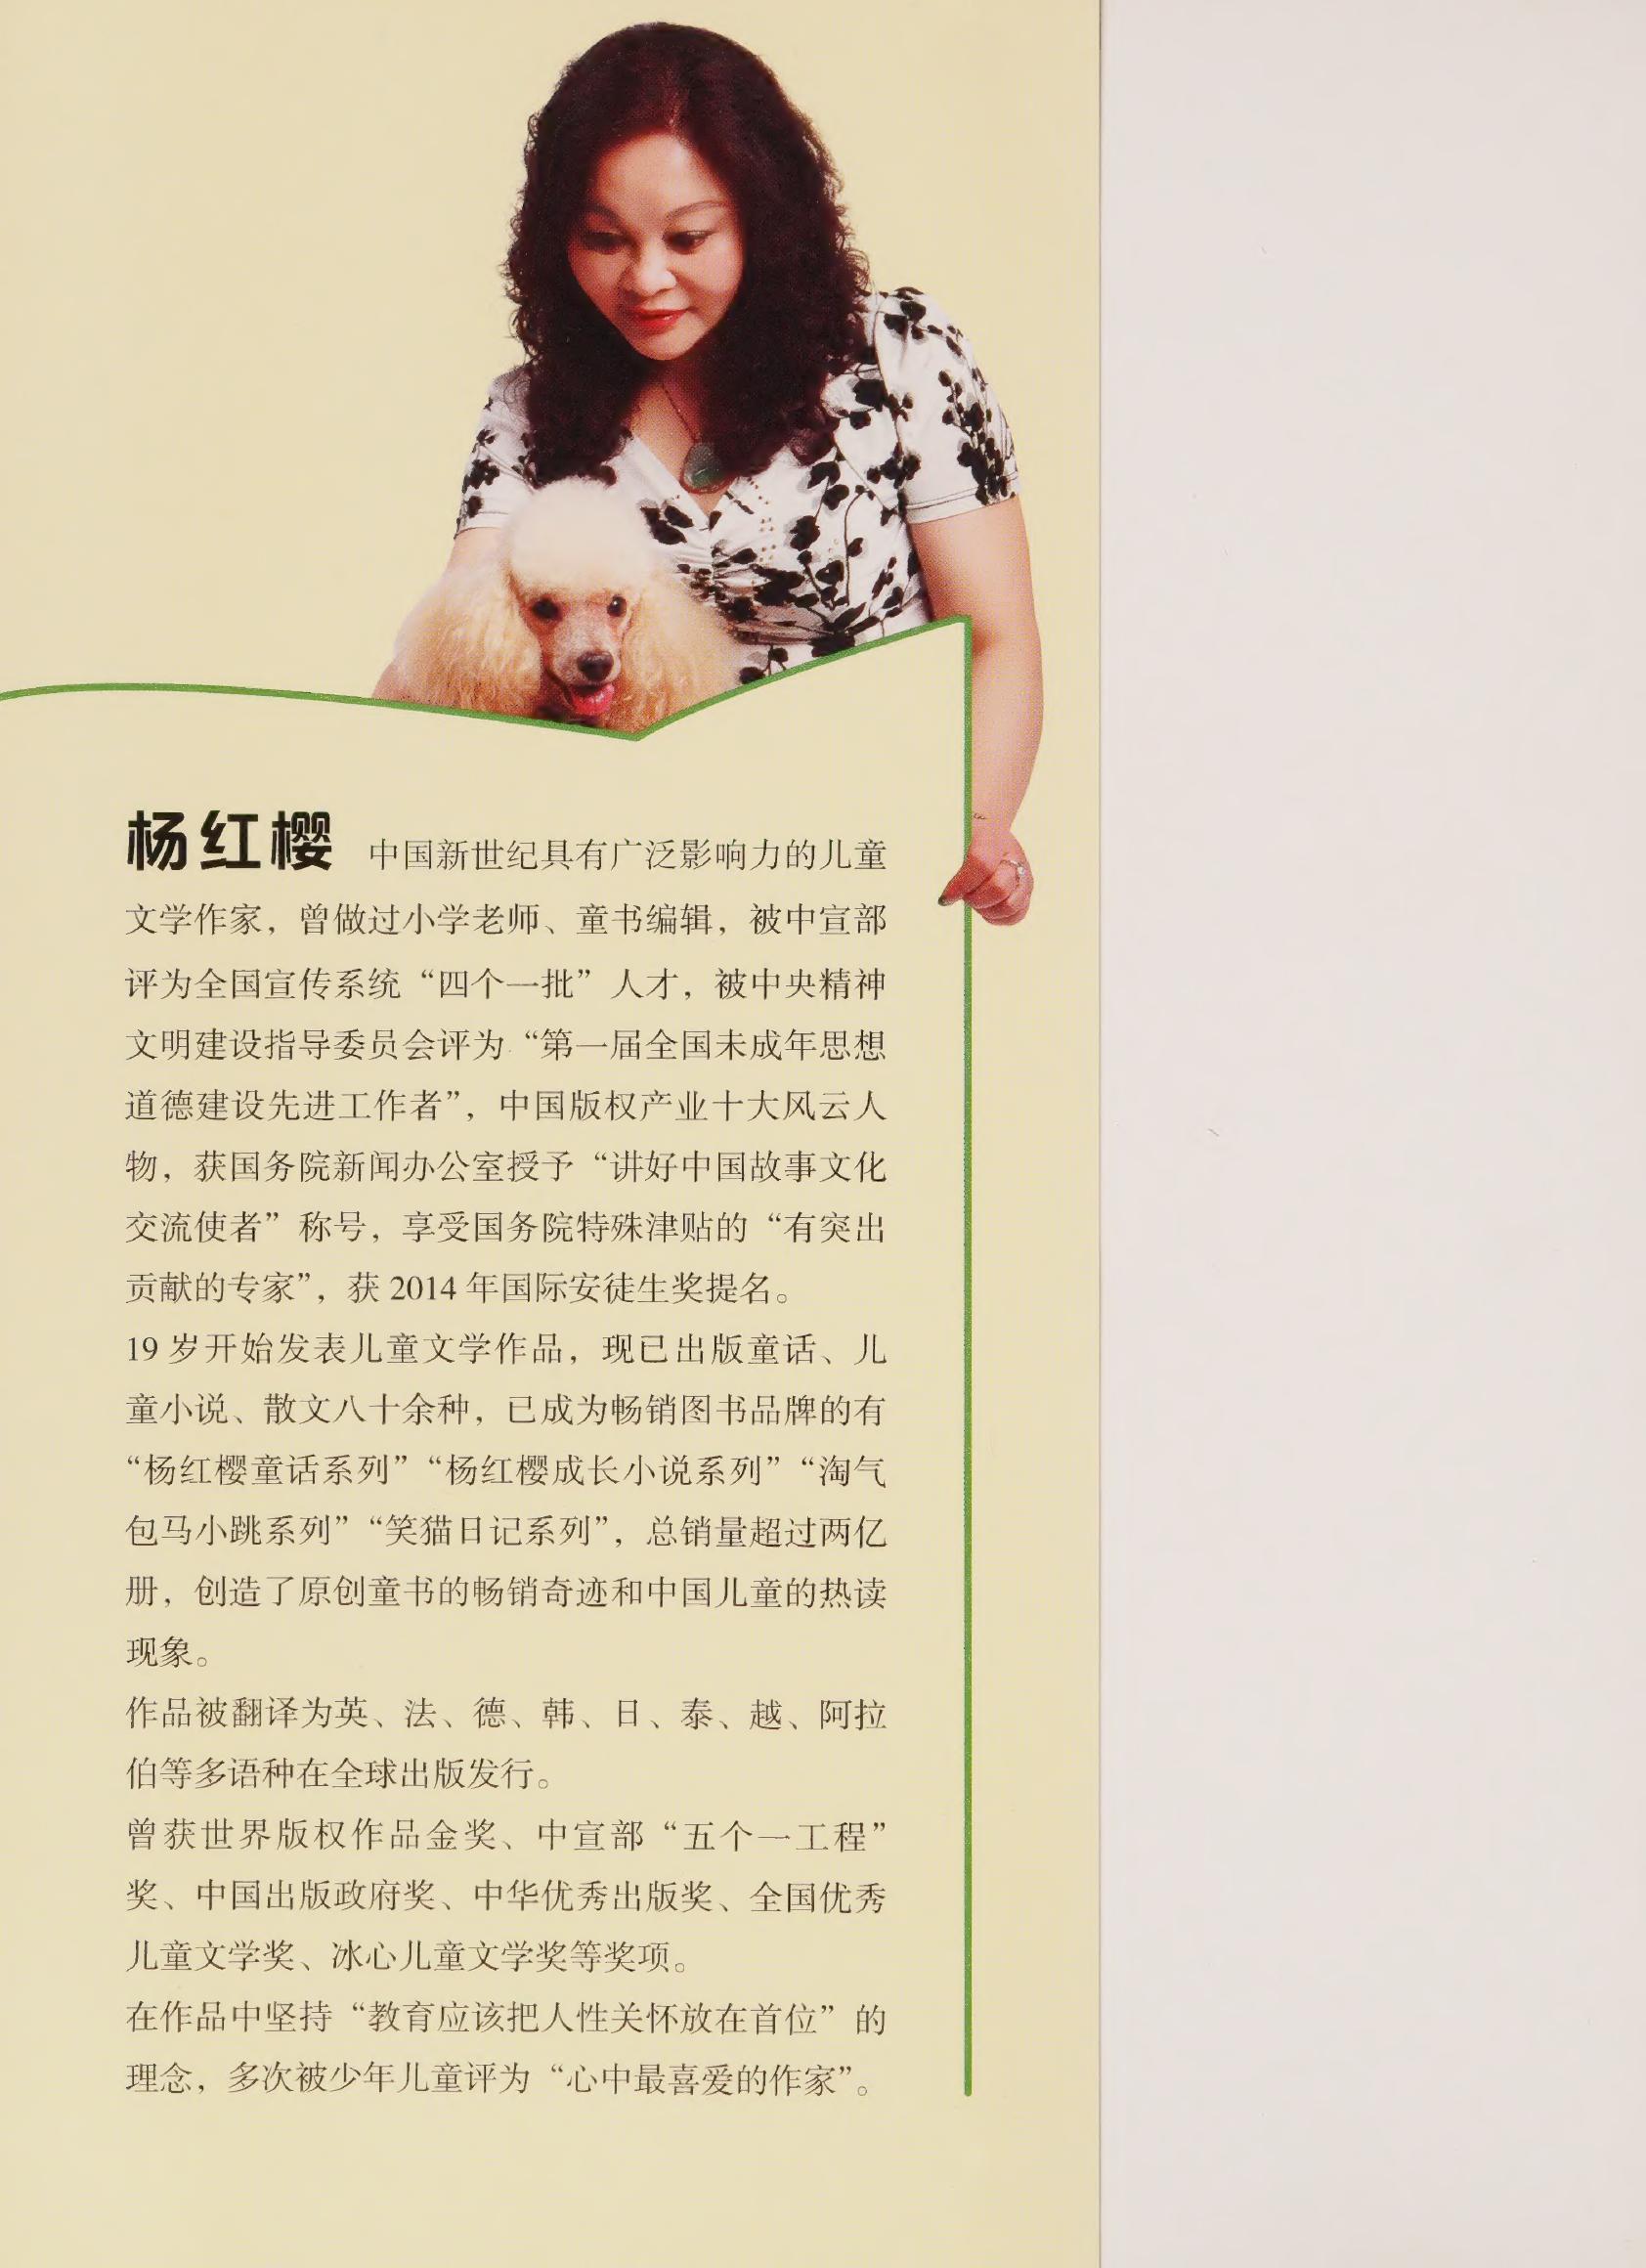 杨红樱 中国新世纪具有广泛影响力的儿童
文学作家，曾做过小学老师、童书编辑，被中宣部
评为全国宣传系统“四个一批”人才，被中央精神
文明建设指导委员会评为“第一届全国未成年思想
道德建设先进工作者”，中国版权产业十大风云人
物，获国务院新闻办公室授予“讲好中国故事文化
交流使者”称号，享受国务院特殊津贴的“有突出
贡献的专家”，获 2014 年国际安徒生奖提名。
19 岁开始发表儿童文学作品，现已出版童话、儿
童小说、散文八十余种，已成为畅销图书品牌的有
“杨红樱童话系列”“杨红樱成长小说系列”“淘气
包马小跳系列”“笑猫日记系列”，总销量超过两亿
册，创造了原创童书的畅销奇迹和中国儿童的热读
现象。
作品被翻译为英、法、德、韩、日、泰、越、阿拉
伯等多语种在全球出版发行。
曾获世界版权作品金奖、中宣部“五个一工程”
奖、中国出版政府奖、中华优秀出版奖、全国优秀
儿童文学奖、冰心儿童文学奖等奖项。
在作品中坚持“教育应该把人性关怀放在首位”的
理念，多次被少年儿童评为“心中最喜爱的作家”。